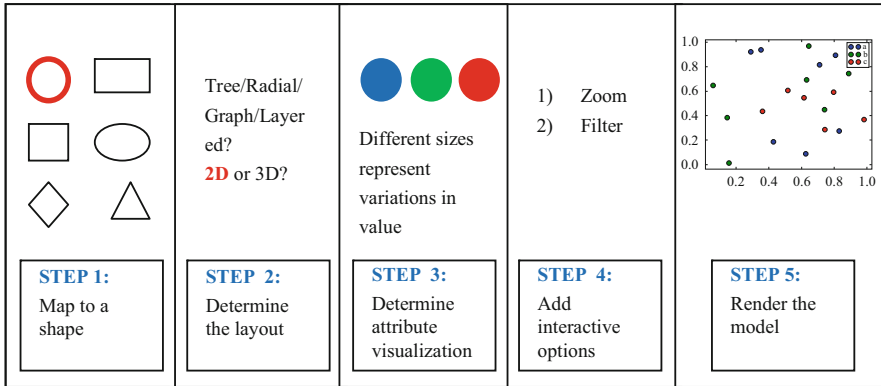 Tree/Radial/
Graph/Layer
ed?
2D or 3D?
Different sizes
represent
variations in
value
1) Zoom
2) Filter
a
b
c
1.0
0.8
0.6
0.4
0.2
0.0
0.2 0.4 0.6 0.8 1.0
STEP 1:
Map to a
shape
STEP 2:
Determine
the layout
STEP 3:
Determine
attribute
visualization
STEP 4:
Add
interactive
options
STEP 5:
Render the
model